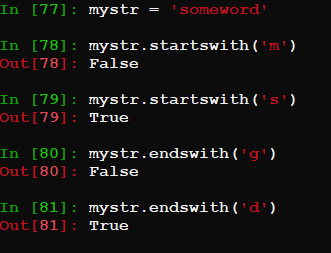 In [77]: mystr = 'someword'
In [78]: mystr.startswith('m')
Out[78]: False
In [79]: mystr.startswith('s')
Out[79]: True
In [80]: mystr.endswith('g')
Out[80]: False
In [81]: mystr.endswith('d')
Out[81]: True